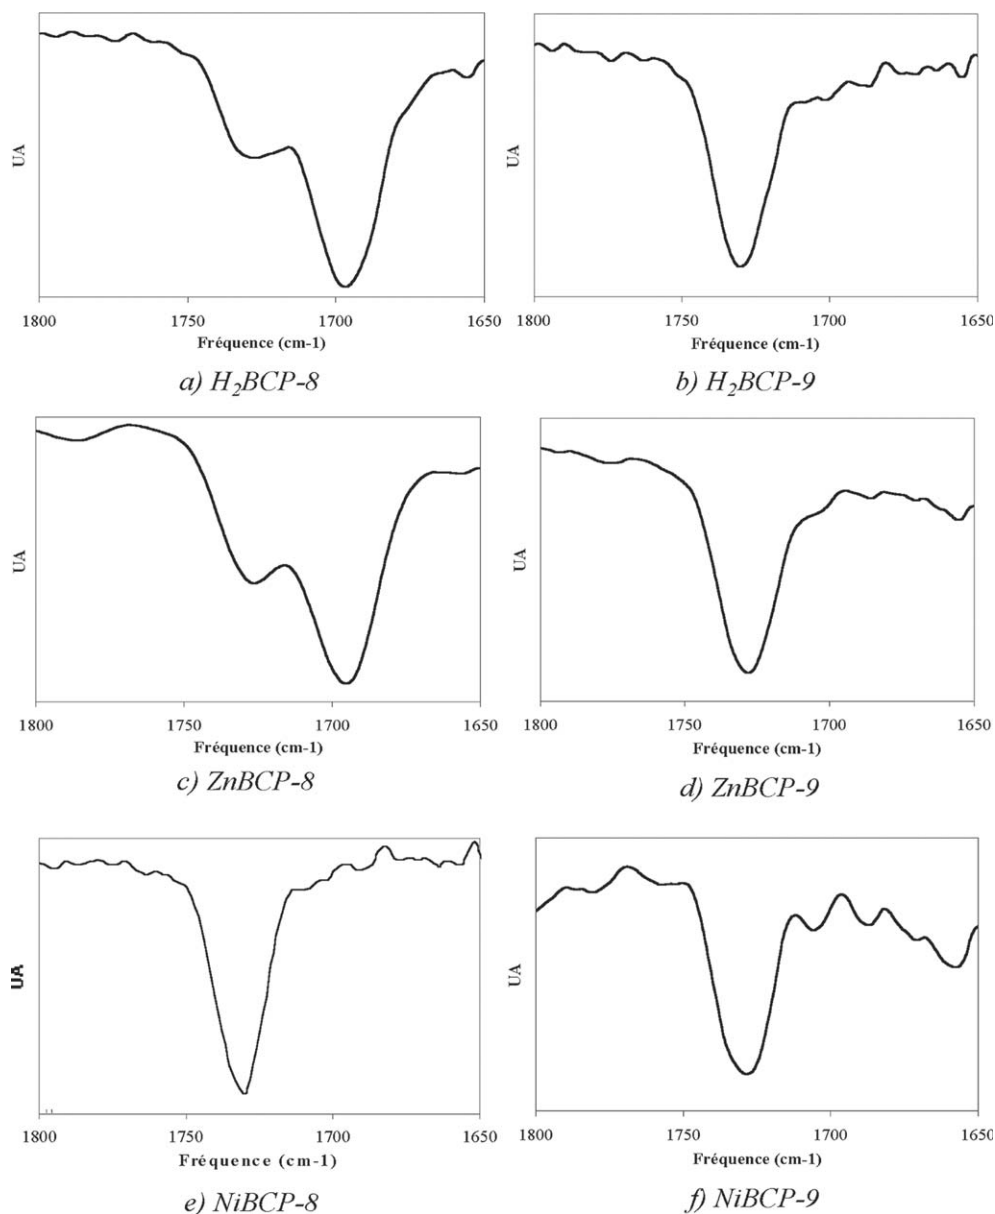 UA
1800 1750 1700 1650
Fréquence (cm-1)
a) H₂BCP-8
UA
1800 1750 1700 1650
Fréquence (cm-1)
b) H₂BCP-9
UA
1800 1750 1700 1650
Fréquence (cm-1)
c) ZnBCP-8
UA
1800 1750 1700 1650
Fréquence (cm-1)
d) ZnBCP-9
UA
1800 1750 1700 1650
Fréquence (cm-1)
e) NiBCP-8
UA
1800 1750 1700 1650
Fréquence (cm-1)
f) NiBCP-9